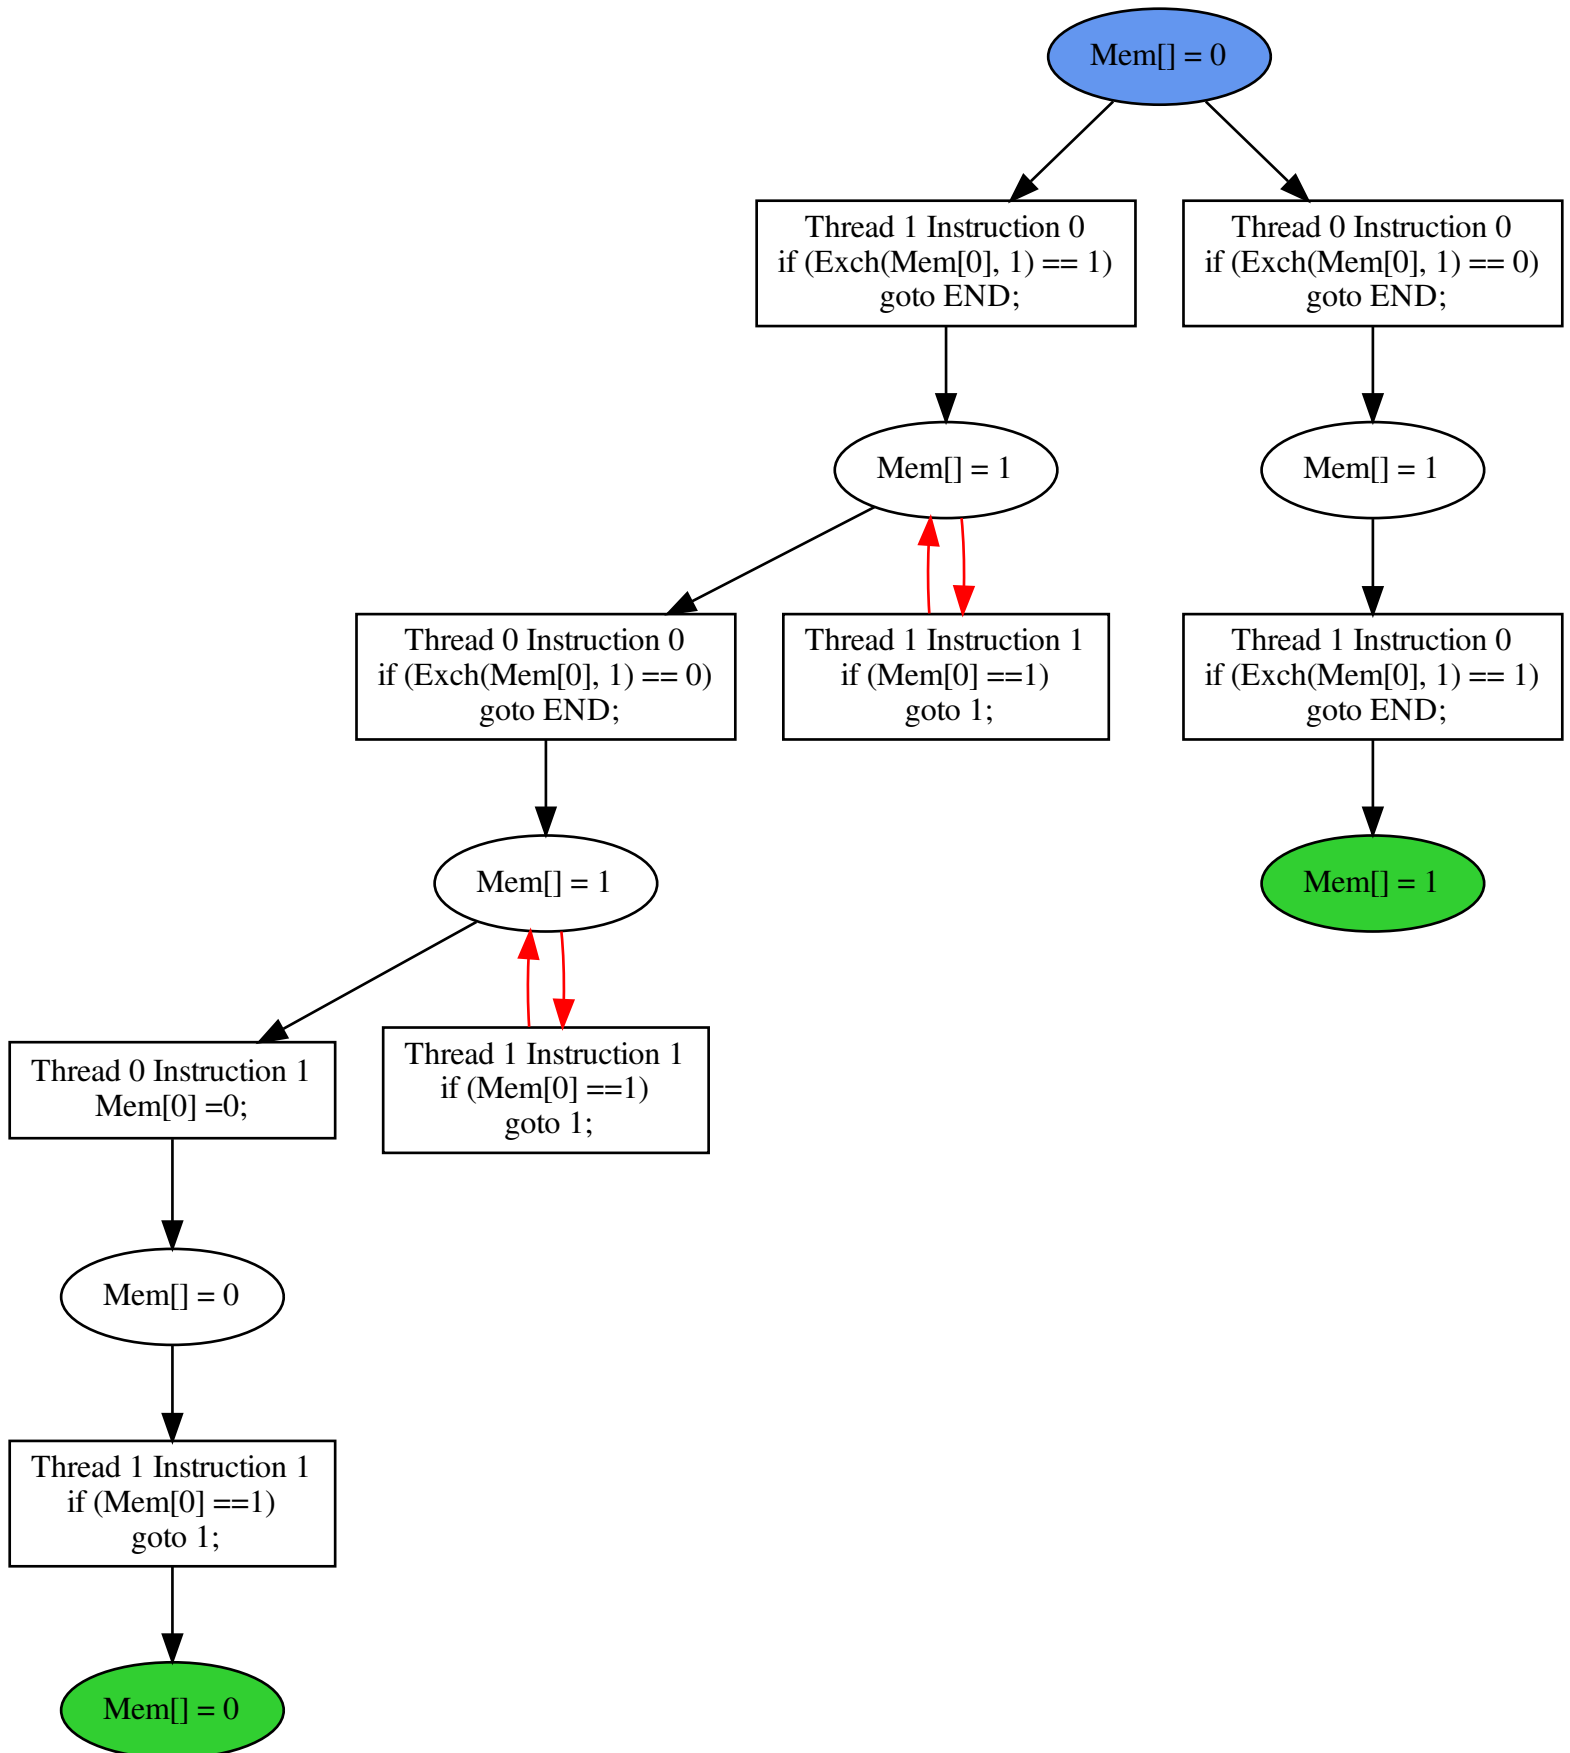 Mem[] = 0
Thread 1 Instruction 0
if (Exch(Mem[0], 1) == 1)
goto END;
Thread 0 Instruction 0
if (Exch(Mem[0], 1) == 0)
goto END;
Mem[] = 1
Mem[] = 1
Thread 0 Instruction 0
if (Exch(Mem[0], 1) == 0)
goto END;
Thread 1 Instruction 1
if (Mem[0] ==1)
goto 1;
Thread 1 Instruction 0
if (Exch(Mem[0], 1) == 1)
goto END;
Mem[] = 1
Mem[] = 1
Thread 0 Instruction 1
Mem[0] =0;
Thread 1 Instruction 1
if (Mem[0] ==1)
goto 1;
Mem[] = 0
Thread 1 Instruction 1
if (Mem[0] ==1)
goto 1;
Mem[] = 0